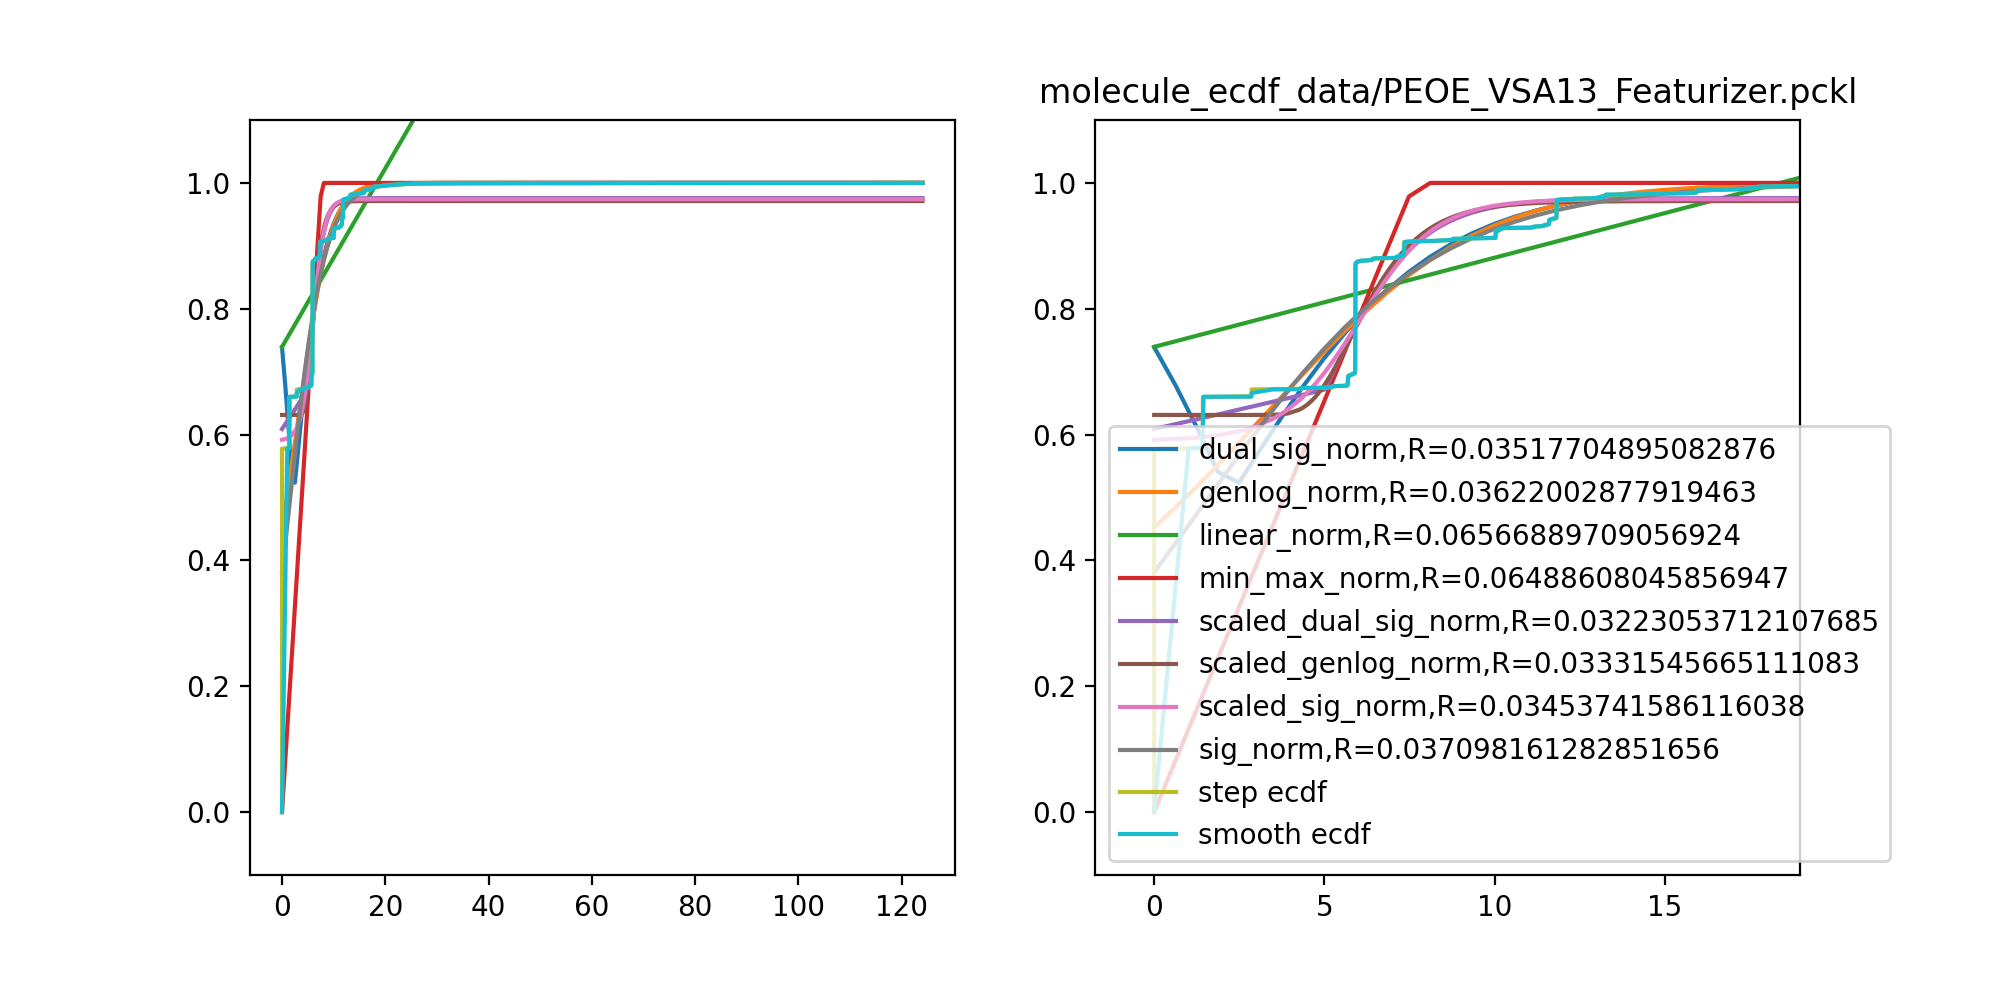 molecule_ecdf_data/PEOE_VSA13_Featurizer.pckl
1.0
0.8
0.6
0.4
0.2
0.0
0 20 40 60 80 100 120
1.0
0.8
0.6
0.4
0.2
0.0
0 5 10 15
dual_sig_norm,R=0.03517704895082876
genlog_norm,R=0.03622002877919463
linear_norm,R=0.06566889709056924
min_max_norm,R=0.06488608045856947
scaled_dual_sig_norm,R=0.03223053712107685
scaled_genlog_norm,R=0.03331545665111083
scaled_sig_norm,R=0.03453741586116038
sig_norm,R=0.037098161282851656
step ecdf
smooth ecdf